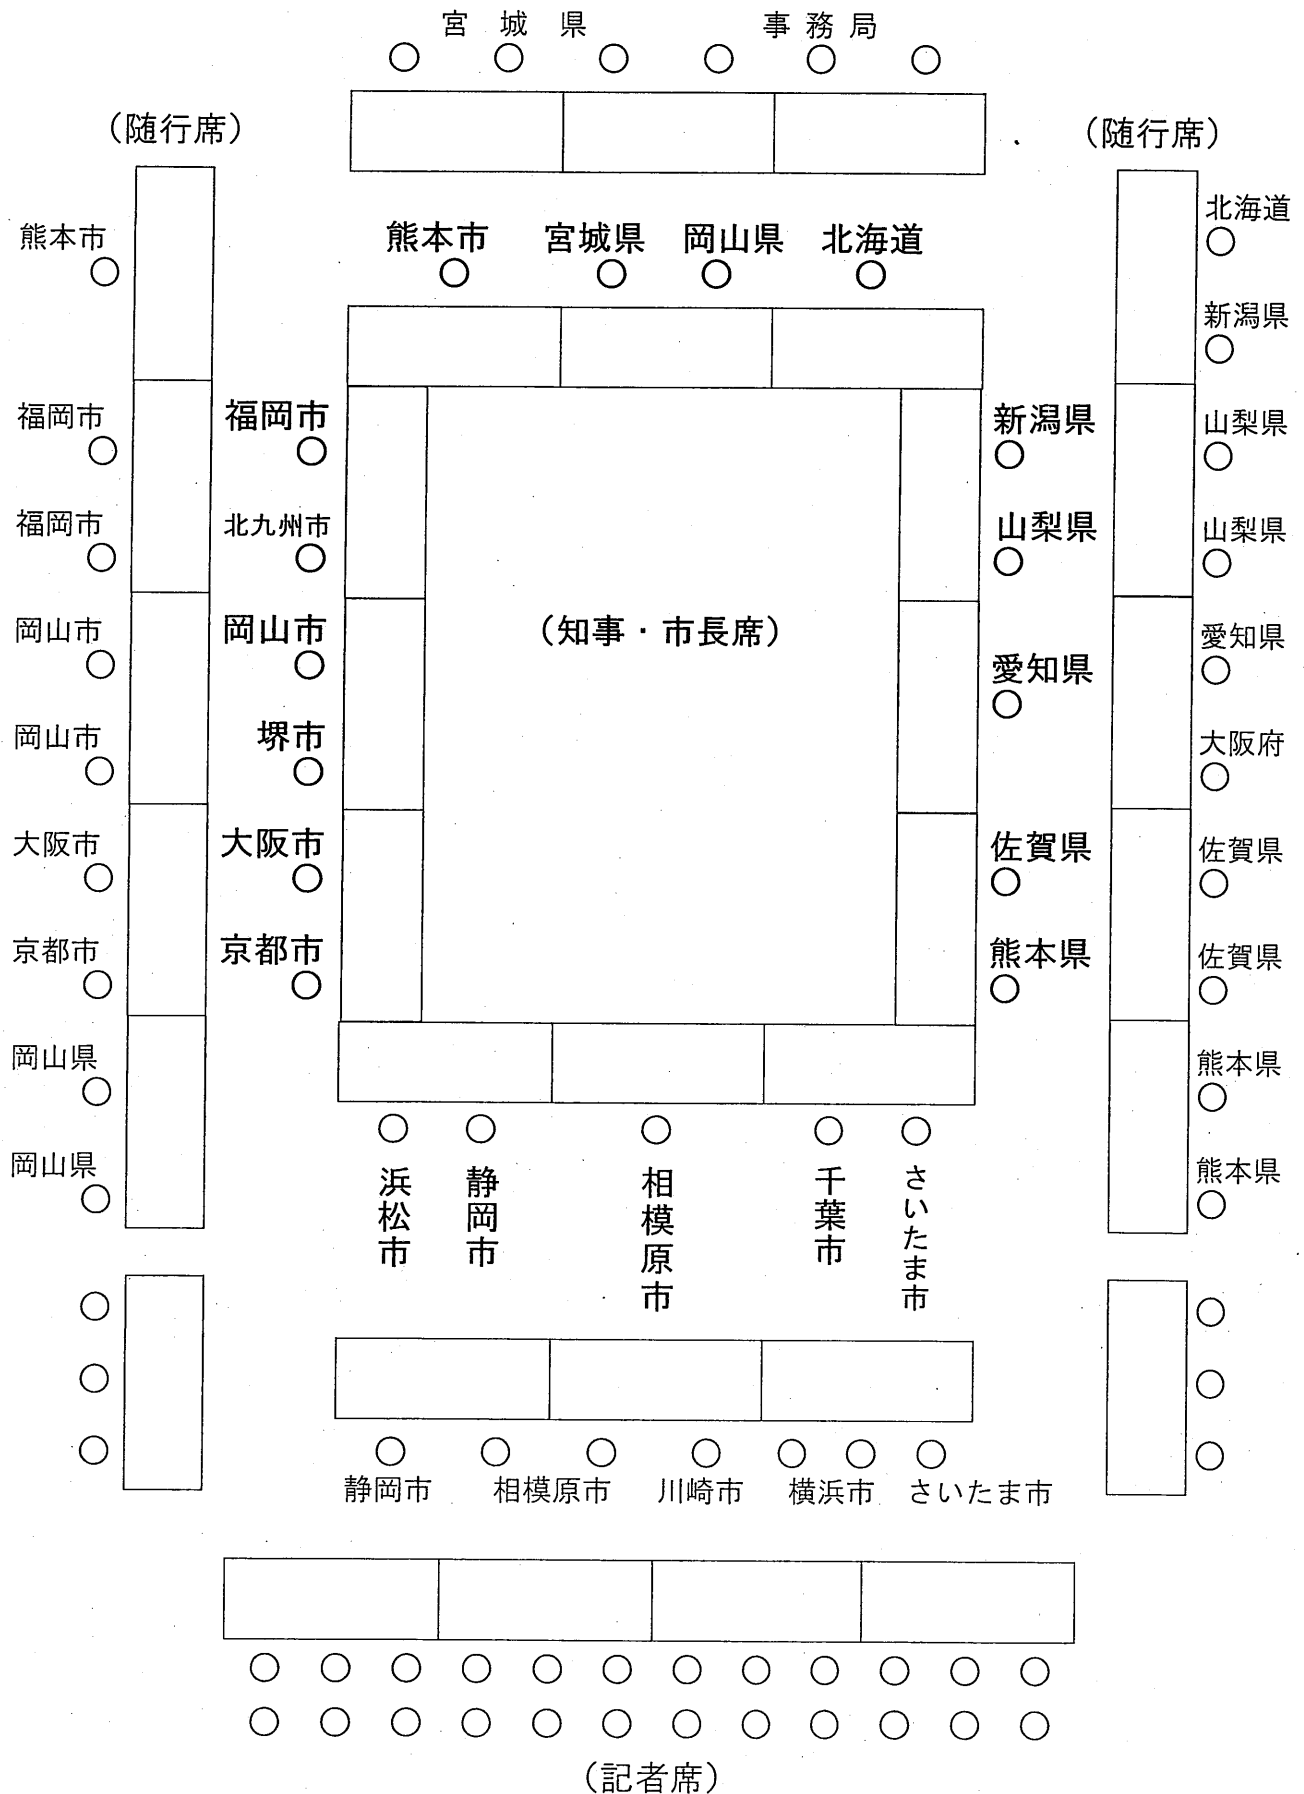 宮城県 事務局
（随行席） （随行席）
熊本市 宮城県 岡山県 北海道
熊本市
福岡市
福岡市
岡山市
岡山市
大阪市
京都市
岡山県
岡山県
福岡市
北九州市
岡山市
堺市
大阪市
京都市
（知事・市長席）
新潟県
山梨県
愛知県
佐賀県
熊本県
北海道
新潟県
山梨県
山梨県
愛知県
大阪府
佐賀県
佐賀県
熊本県
熊本県
浜松市
静岡市
相模原市
千葉市
さいたま市
静岡市 相模原市 川崎市 横浜市 さいたま市
（記者席）